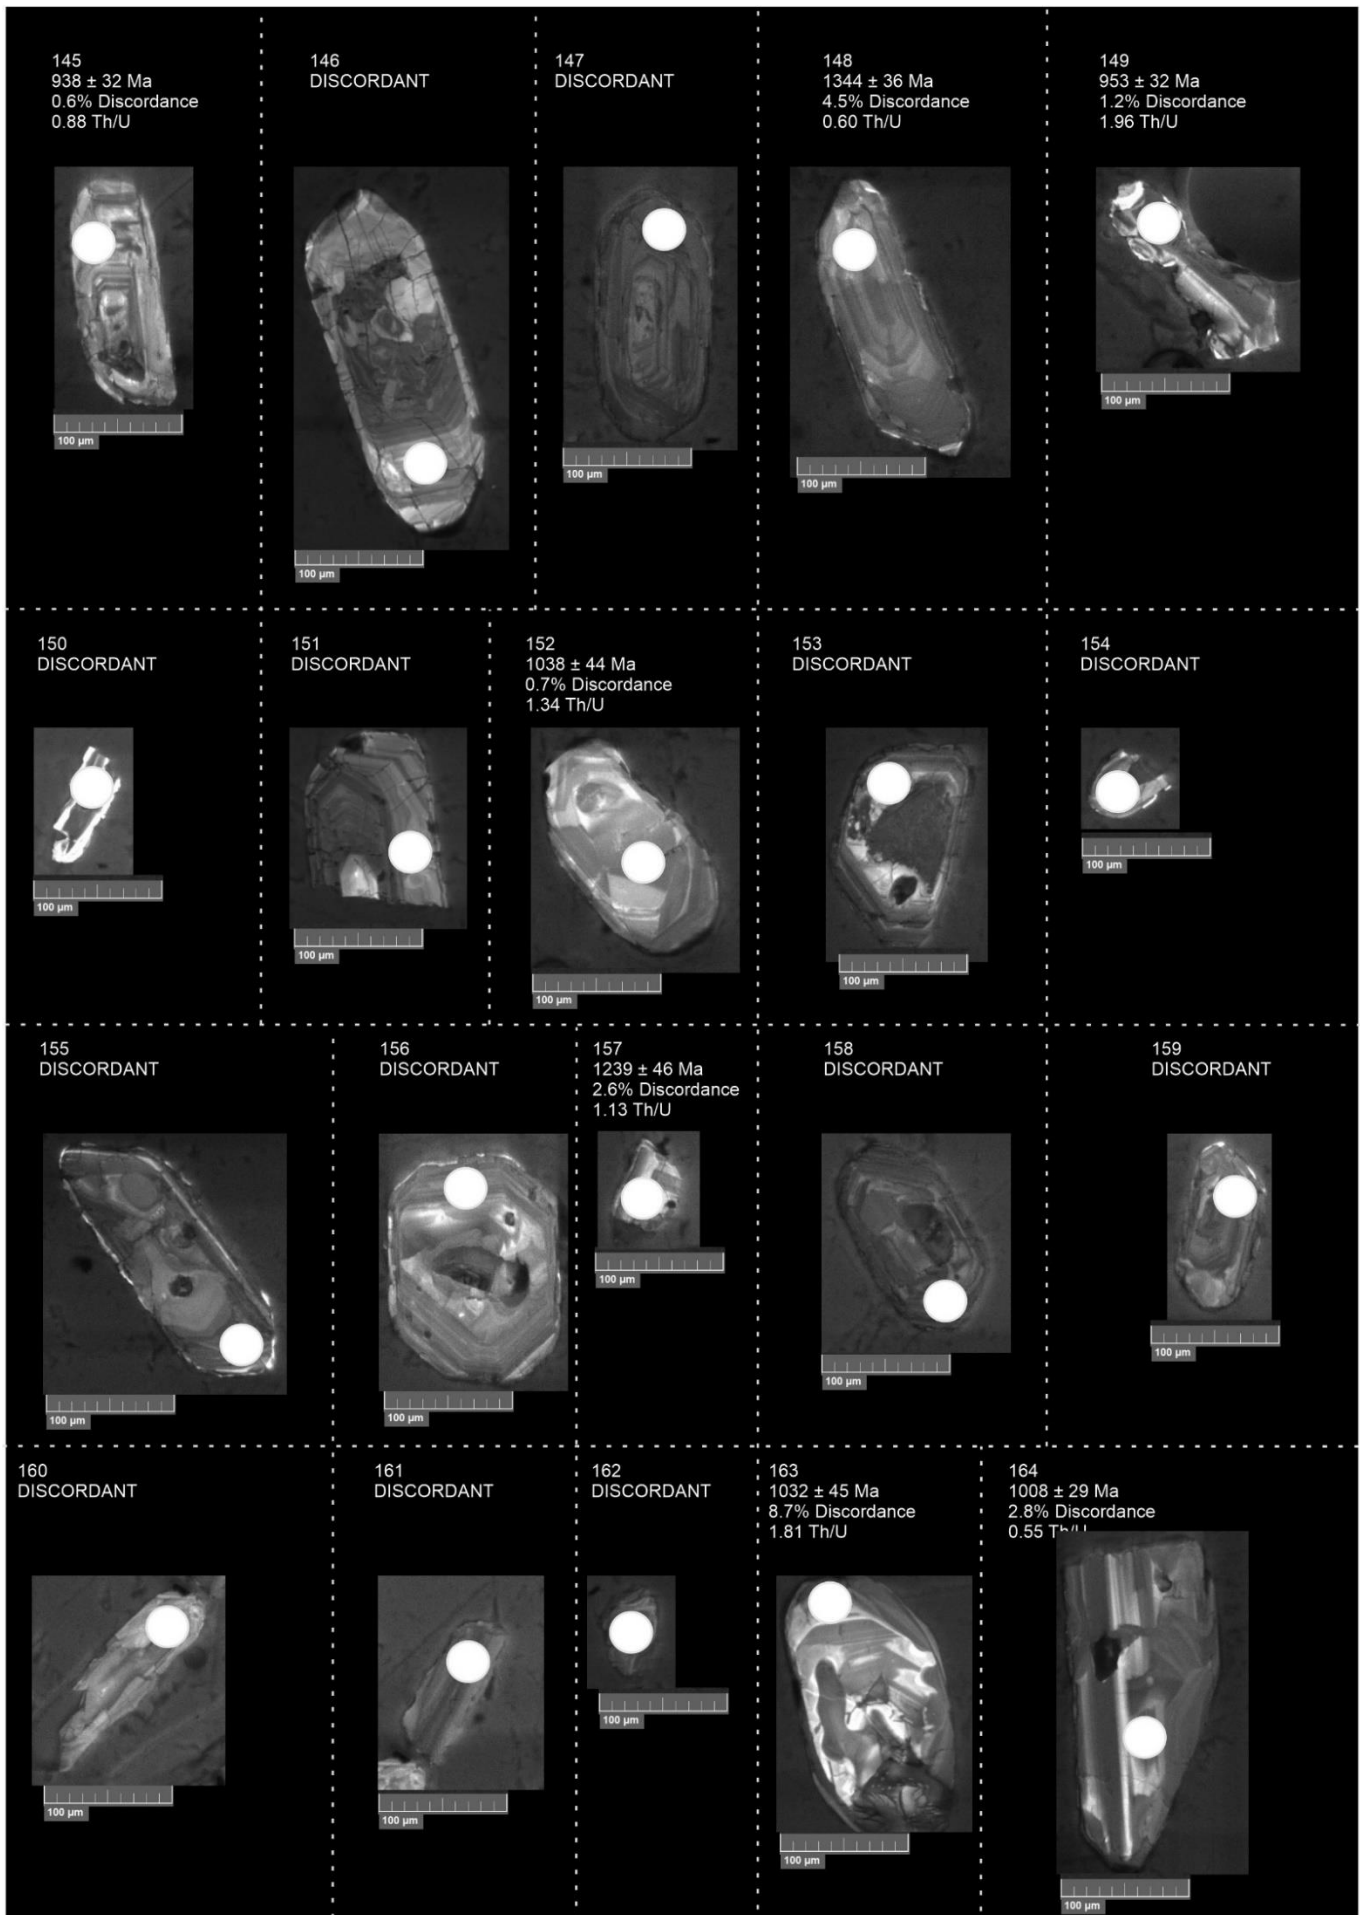 145
938 ± 32 Ma
0.6% Discordance
0.88 Th/U
100 µm
146
DISCORDANT
100 µm
147
DISCORDANT
100 µm
148
1344 ± 36 Ma
4.5% Discordance
0.60 Th/U
100 µm
149
953 ± 32 Ma
1.2% Discordance
1.96 Th/U
100 µm
150
DISCORDANT
100 µm
151
DISCORDANT
100 µm
152
1038 ± 44 Ma
0.7% Discordance
1.34 Th/U
100 µm
153
DISCORDANT
100 µm
154
DISCORDANT
100 µm
155
DISCORDANT
100 µm
156
DISCORDANT
100 µm
157
1239 ± 46 Ma
2.6% Discordance
1.13 Th/U
100 µm
158
DISCORDANT
100 µm
159
DISCORDANT
100 µm
160
DISCORDANT
100 µm
161
DISCORDANT
100 µm
162
DISCORDANT
100 µm
163
1032 ± 45 Ma
8.7% Discordance
1.81 Th/U
100 µm
164
1008 ± 29 Ma
2.8% Discordance
0.55 Th/U
100 µm